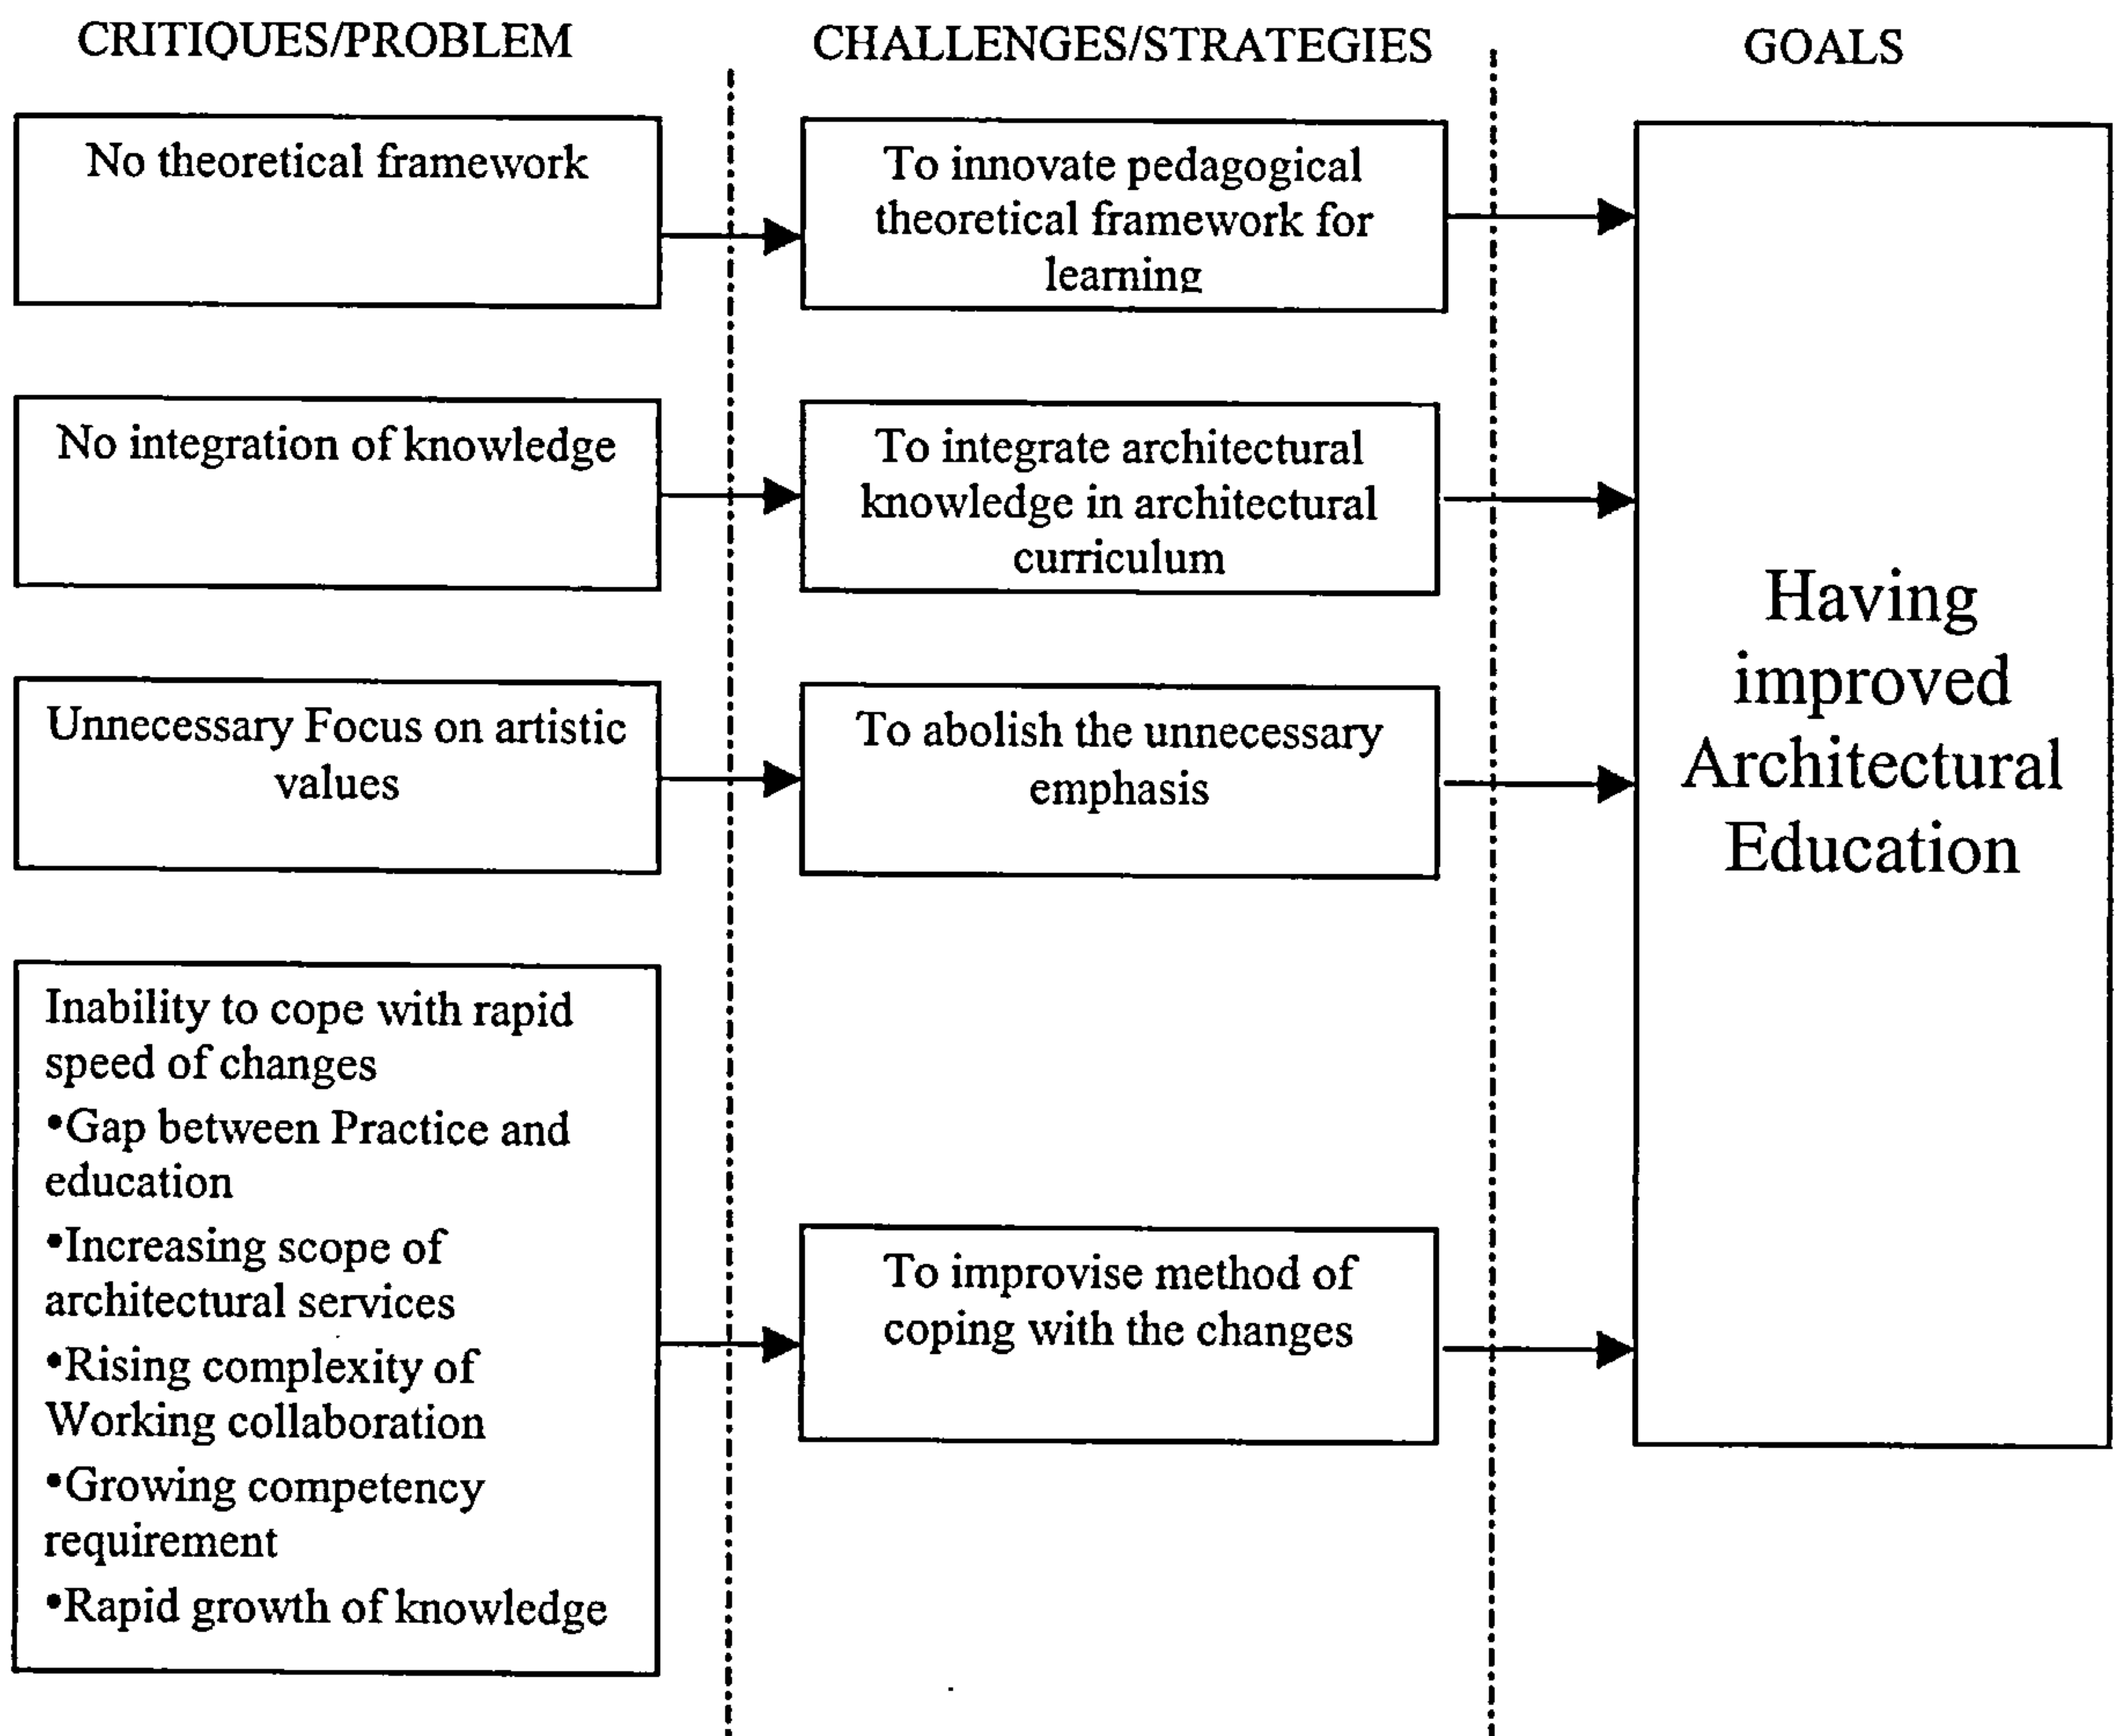 CRITIQUES/PROBLEM
CHALLENGES/STRATEGIES
GOALS
No theoretical framework
To innovate pedagogical
theoretical framework for
learning
No integration of knowledge
To integrate architectural
knowledge in architectural
curriculum
Unnecessary Focus on artistic
values
To abolish the unnecessary
emphasis
Inability to cope with rapid
speed of changes
•Gap between Practice and
education
•Increasing scope of
architectural services
•Rising complexity of
Working collaboration
•Growing competency
requirement
•Rapid growth of knowledge
To improvise method of
coping with the changes
Having
improved
Architectural
Education